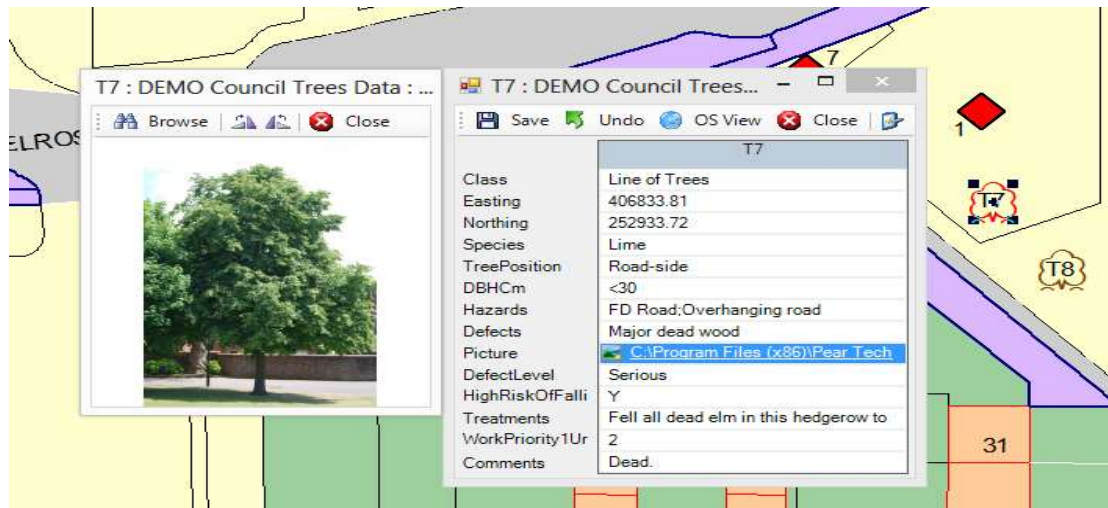 7
T7 : DEMO Council Trees Data : ...
Browse Close
T7 : DEMO Council Trees...
Save Undo OS View Close
1
ELROS
T7
Class Line of Trees
Easting 406833.81
Northing 252933.72
Species Lime
TreePosition Road-side
DBHCm <30
Hazards FD Road;Overhanging road
Defects Major dead wood
Picture C:\Program Files (x86)\Pear Tech
DefectLevel Serious
HighRiskOfFalli Y
Treatments Fell all dead elm in this hedgerow to
WorkPriority1Ur 2
Comments Dead.
T7
T8
31